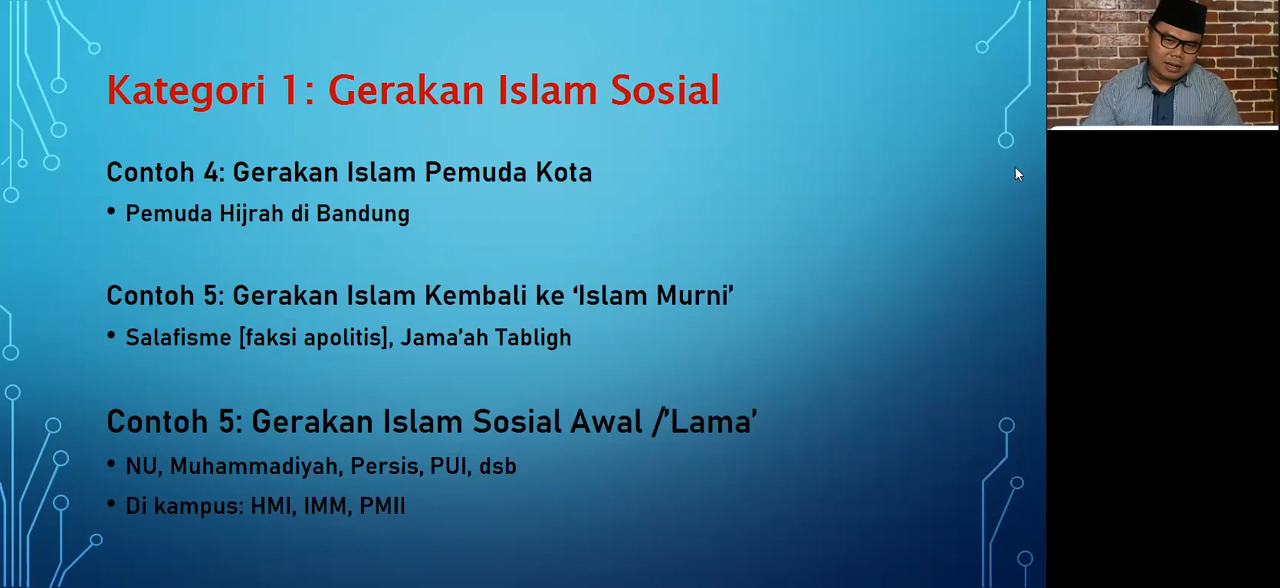 Kategori 1: Gerakan Islam Sosial
Contoh 4: Gerakan Islam Pemuda Kota
• Pemuda Hijrah di Bandung
Contoh 5: Gerakan Islam Kembali ke ‘Islam Murni’
• Salafisme [faksi apolitis], Jama’ah Tabligh
Contoh 5: Gerakan Islam Sosial Awal /’Lama’
• NU, Muhammadiyah, Persis, PUI, dsb
• Di kampus: HMI, IMM, PMII